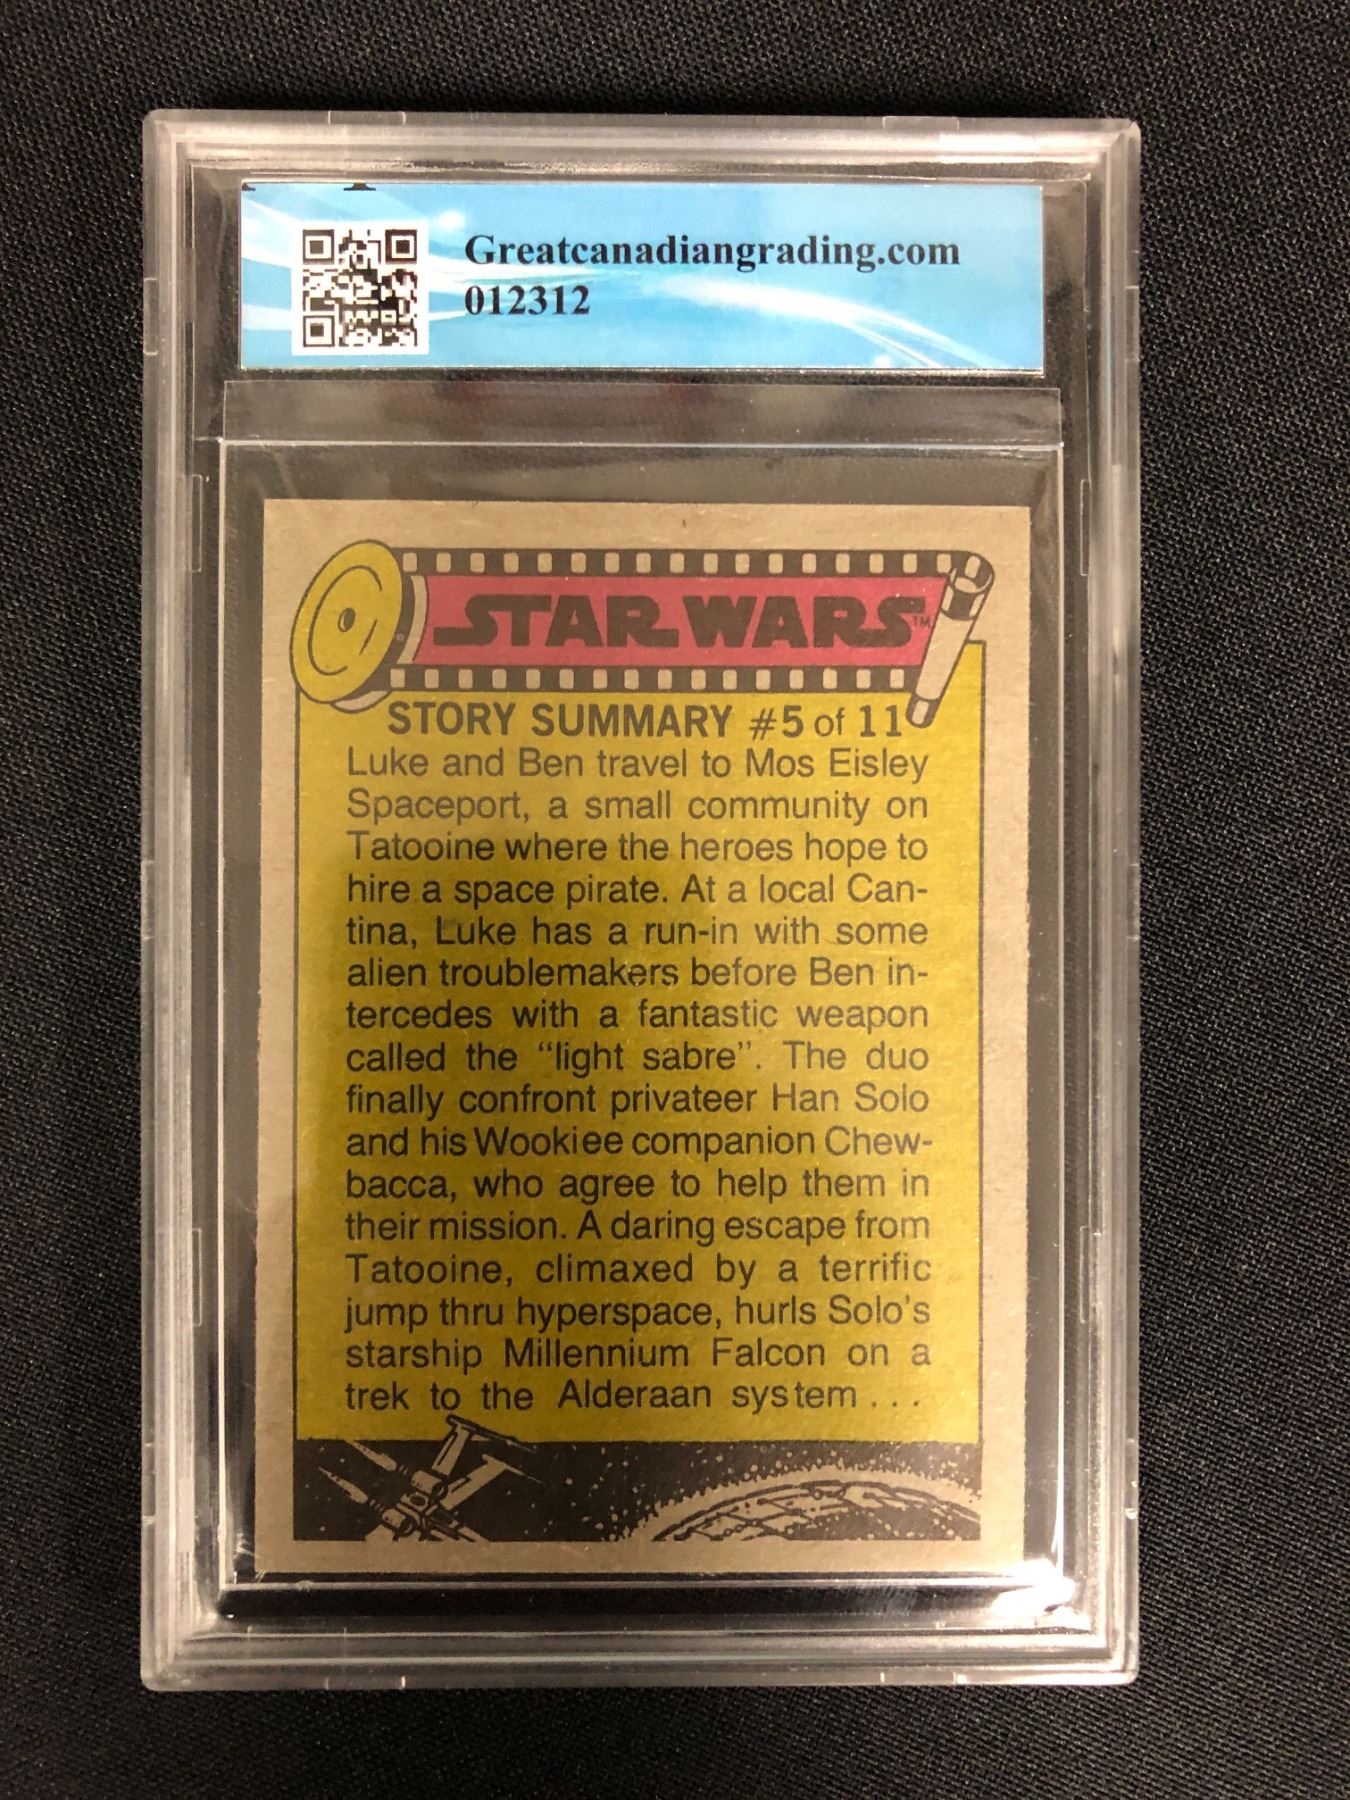 Greatcanadiangrading.com
012312
STAR WARS™
STORY SUMMARY #5 of 11
Luke and Ben travel to Mos Eisley
Spaceport, a small community on
Tatooine where the heroes hope to
hire a space pirate. At a local Can-
tina, Luke has a run-in with some
alien troublemakers before Ben in-
tercedes with a fantastic weapon
called the “light sabre”. The duo
finally confront privateer Han Solo
and his Wookiee companion Chew-
bacca, who agree to help them in
their mission. A daring escape from
Tatooine, climaxed by a terrific
jump thru hyperspace, hurls Solo’s
starship Millennium Falcon on a
trek to the Alderaan system . . .